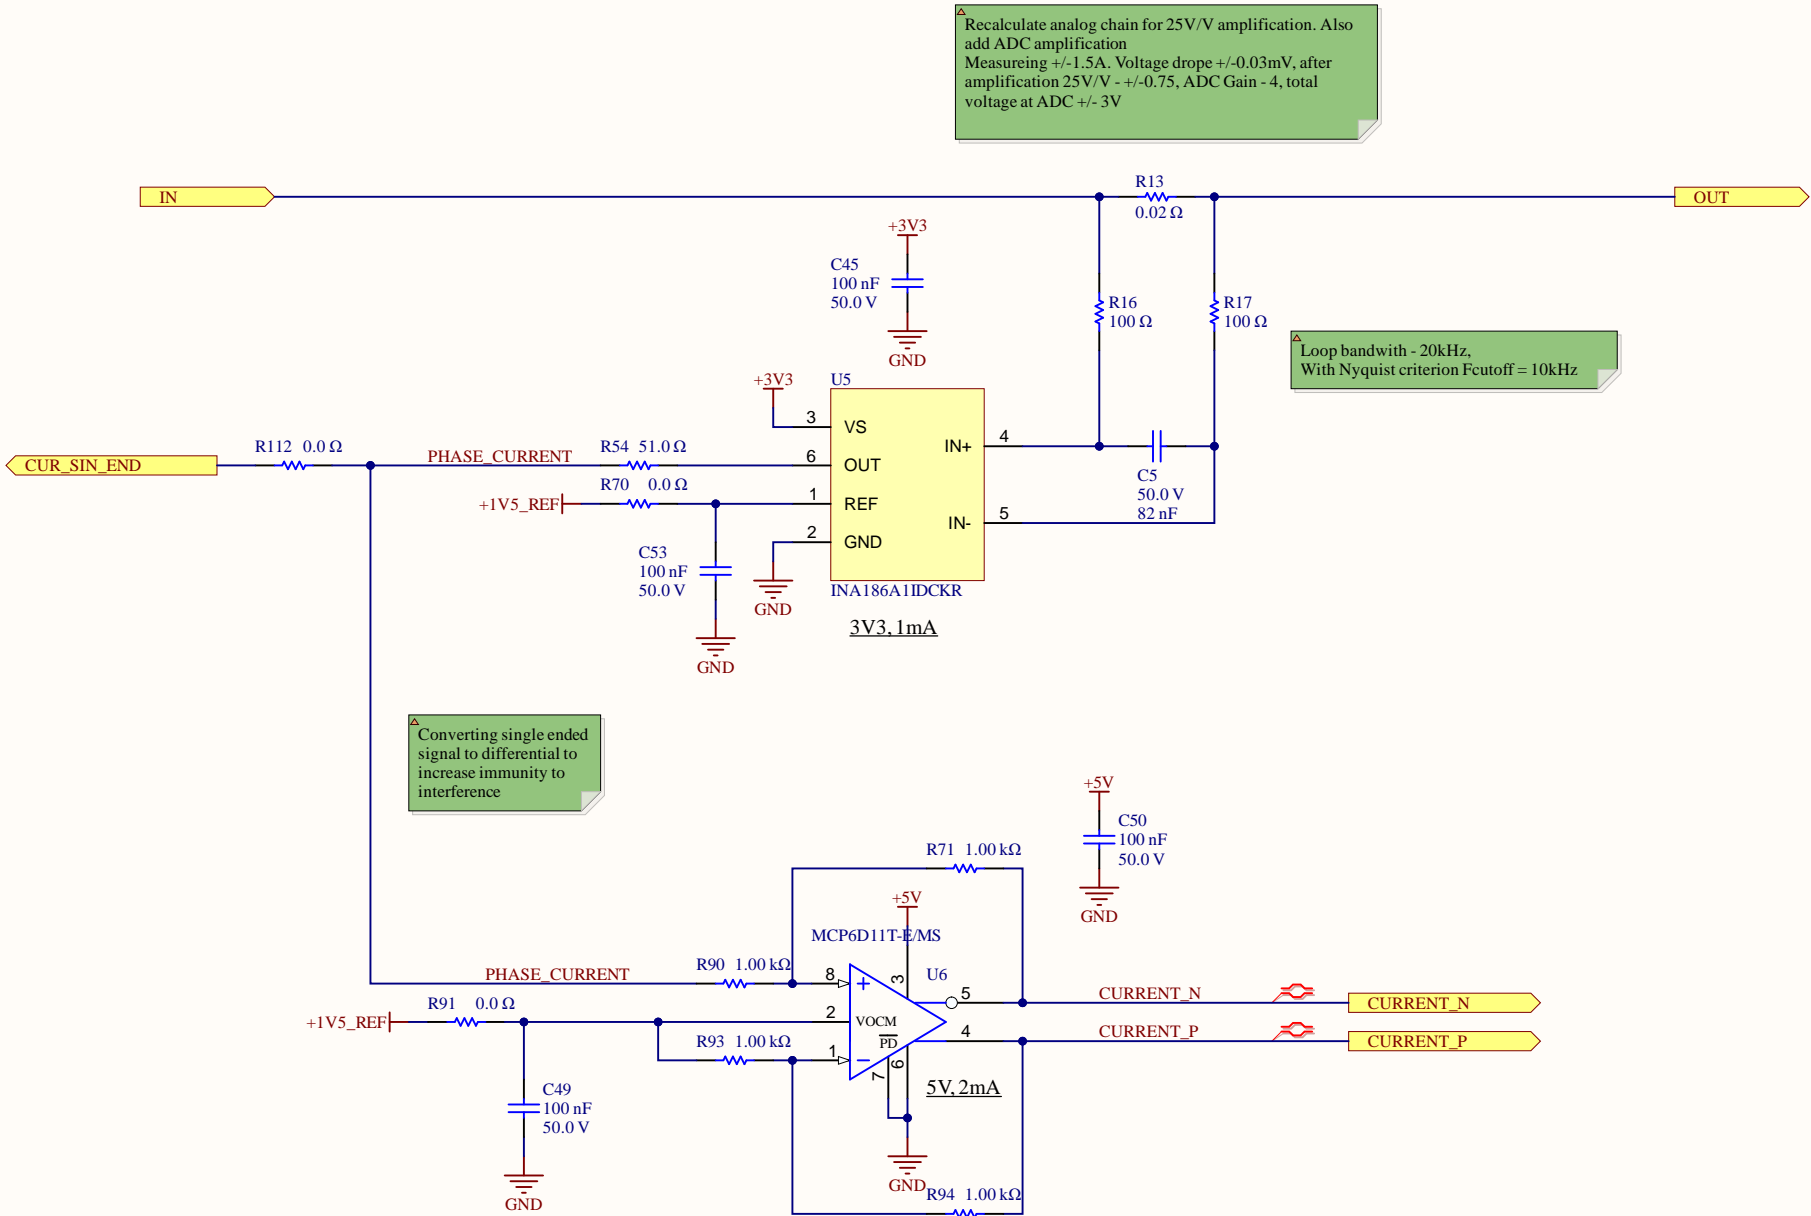 Recalculate analog chain for 25V/V amplification. Also
add ADC amplification
Measureing +/-1.5A. Voltage drope +/-0.03mV, after
amplification 25V/V - +/-0.75, ADC Gain - 4, total
voltage at ADC +/- 3V
IN
R13
0.02 Ω
OUT
+3V3
C45
100 nF
50.0 V
GND
R16
100 Ω
R17
100 Ω
Loop bandwith - 20kHz,
With Nyquist criterion Fcutoff = 10kHz
+3V3
U5
3
VS
6
OUT
1
REF
2
GND
IN+
4
IN-
5
INA186A1IDCKR
3V3, 1mA
C5
50.0 V
82 nF
CUR_SIN_END
R112 0.0 Ω
PHASE_CURRENT
R54 51.0 Ω
R70 0.0 Ω
+1V5_REF
C53
100 nF
50.0 V
GND
GND
Converting single ended
signal to differential to
increase immunity to
interference
+5V
C50
100 nF
50.0 V
GND
R71 1.00 kΩ
+5V
MCP6D11T-E/MS
U6
PHASE_CURRENT
R90 1.00 kΩ
8
3
5
CURRENT_N
CURRENT_N
+1V5_REF
R91 0.0 Ω
2
VOCM
PD
4
CURRENT_P
CURRENT_P
R93 1.00 kΩ
1
7
6
5V, 2mA
C49
100 nF
50.0 V
GND
GND
R94 1.00 kΩ